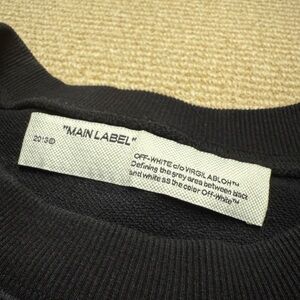 "MAIN LABEL"
2013©
OFF-WHITE c/o VIRGIL ABLOH™
Defining the grey area between black
and white as the color Off-White™